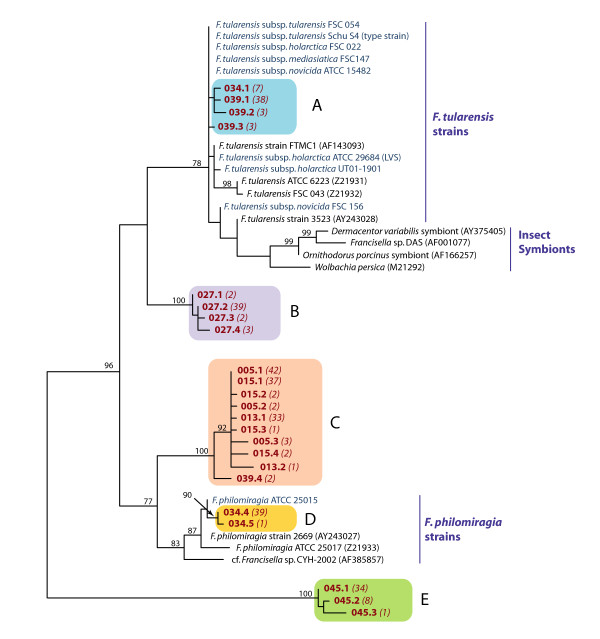 F. tularensis subsp. tularensis FSC 054
F. tularensis subsp. tularensis Schu S4 (type strain)
F. tularensis subsp. holarctica FSC 022
F. tularensis subsp. mediasiatica FSC147
F. tularensis subsp. novicida ATCC 15482
034.1 (7)
039.1 (38)
039.2 (3)
039.3 (3)
A
F. tularensis
strains
F. tularensis strain FTMC1 (AF143093)
F. tularensis subsp. holarctica ATCC 29684 (LVS)
78
F. tularensis subsp. holarctica UT01-1901
98
F. tularensis ATCC 6223 (Z21931)
F. tularensis FSC 043 (Z21932)
F. tularensis subsp. novicida FSC 156
F. tularensis strain 3523 (AY243028)
99
Dermacentor variabilis symbiont (AY375405)
99
Francisella sp. DAS (AF001077)
Ornithodorus porcinus symbiont (AF166257)
Wolbachia persica (M21292)
Insect
Symbionts
100
027.1 (2)
027.2 (39)
027.3 (2)
027.4 (3)
B
96
005.1 (42)
015.1 (37)
015.2 (2)
005.2 (2)
013.1 (33)
92
015.3 (1)
005.3 (3)
100
015.4 (2)
013.2 (1)
039.4 (2)
C
77
90
F. philomiragia ATCC 25015
034.4 (39)
034.5 (1)
D
87
F. philomiragia strain 2669 (AY243027)
83
F. philomiragia ATCC 25017 (Z21933)
cf. Francisella sp. CYH-2002 (AF385857)
F. philomiragia
strains
100
045.1 (34)
045.2 (8)
045.3 (1)
E